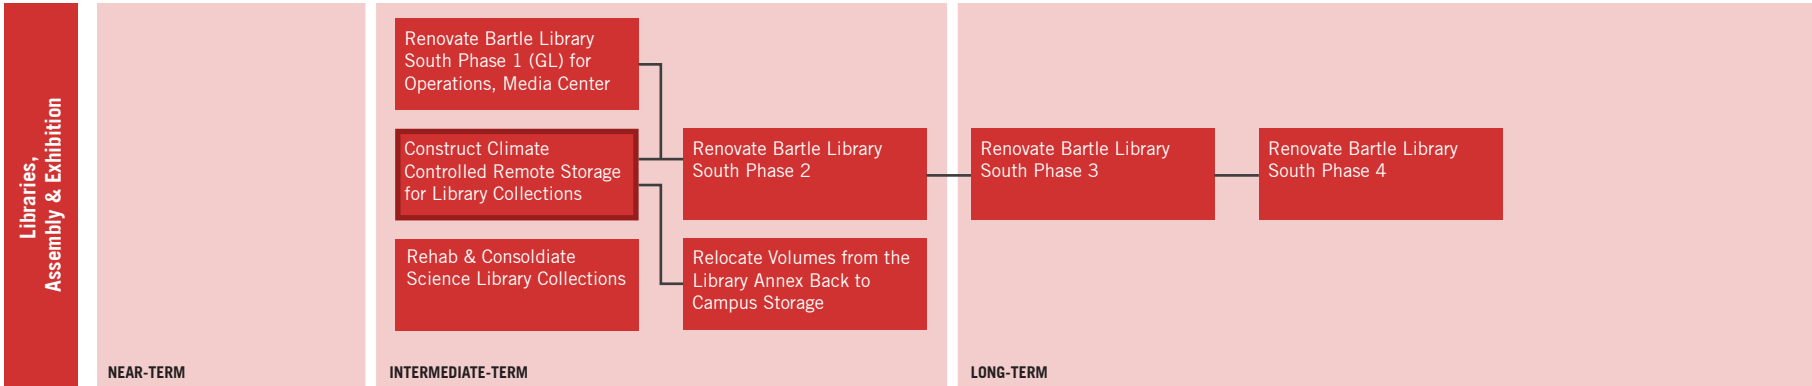 Libraries,
Assembly & Exhibition
Renovate Bartle Library
South Phase 1 (GL) for
Operations, Media Center
Construct Climate
Controlled Remote Storage
for Library Collections
Rehab & Consoldiate
Science Library Collections
Renovate Bartle Library
South Phase 2
Relocate Volumes from the
Library Annex Back to
Campus Storage
Renovate Bartle Library
South Phase 3
Renovate Bartle Library
South Phase 4
NEAR-TERM
INTERMEDIATE-TERM
LONG-TERM